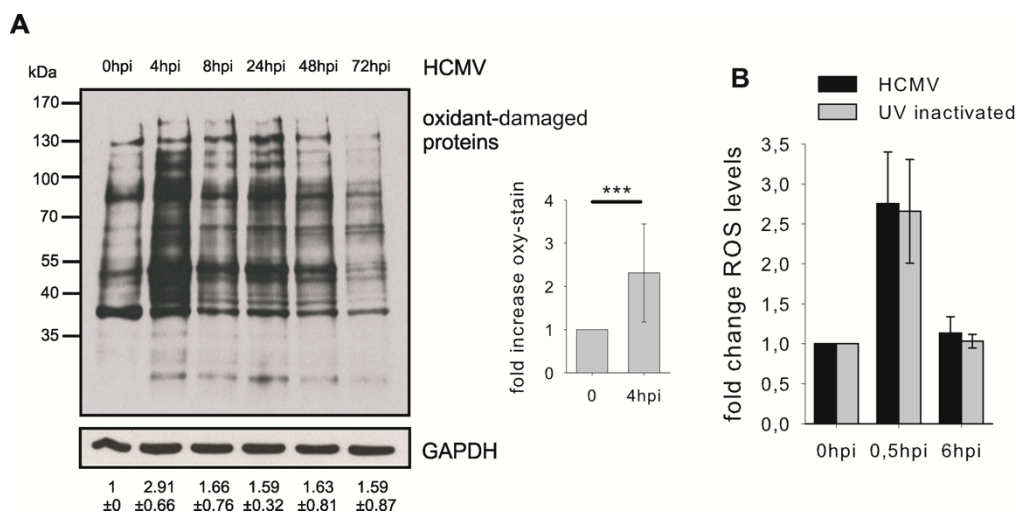 A
kDa
0hpi 4hpi 8hpi 24hpi 48hpi 72hpi HCMV
170
130
100
70
55
40
35
oxidant-damaged
proteins
GAPDH
1 2.91 1.66 1.59 1.63 1.59
±0 ±0.66 ±0.76 ±0.32 ±0.81 ±0.87
fold increase oxy-stain
4
3
2
1
0
***
0 4hpi
B
HCMV
UV inactivated
fold change ROS levels
3,5
3,0
2,5
2,0
1,5
1,0
0,5
0,0
0hpi 0,5hpi 6hpi